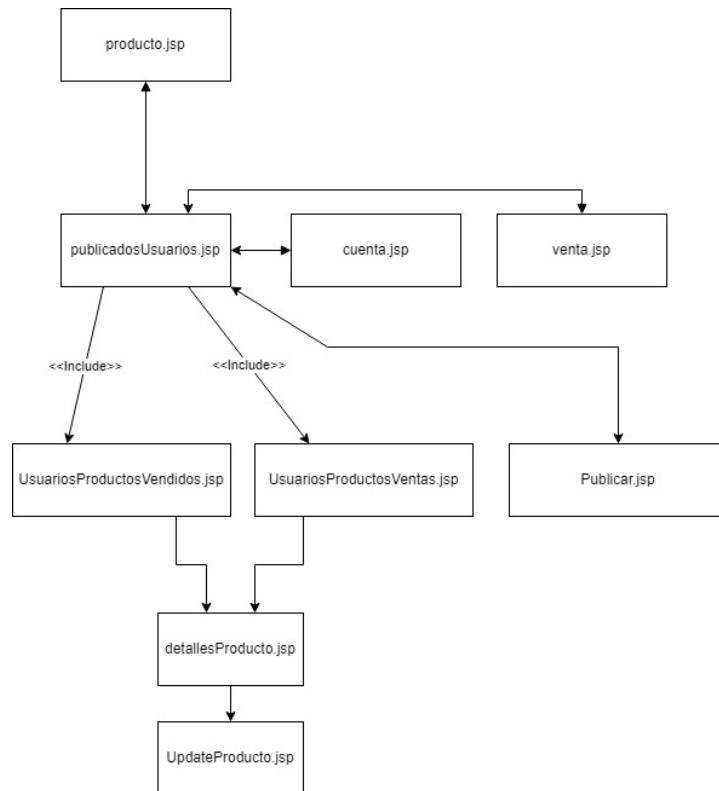 producto.jsp
publicadosUsuarios.jsp
cuenta.jsp
venta.jsp
<<Include>>
<<Include>>
UsuariosProductosVendidos.jsp
UsuariosProductosVentas.jsp
Publicar.jsp
detallesProducto.jsp
UpdateProducto.jsp